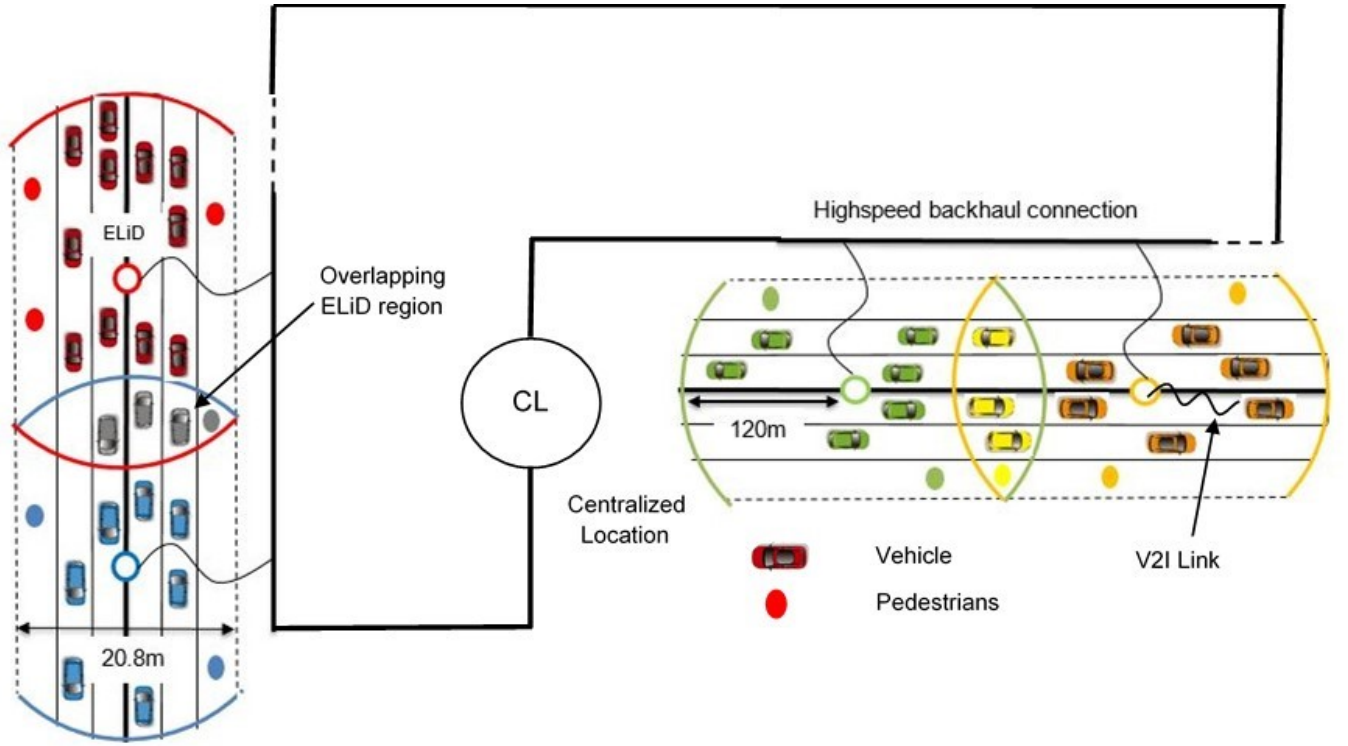 ELiD
Overlapping
ELiD region
20.8m
CL
Centralized
Location
Highspeed backhaul connection
120m
V2I Link
Vehicle
Pedestrians